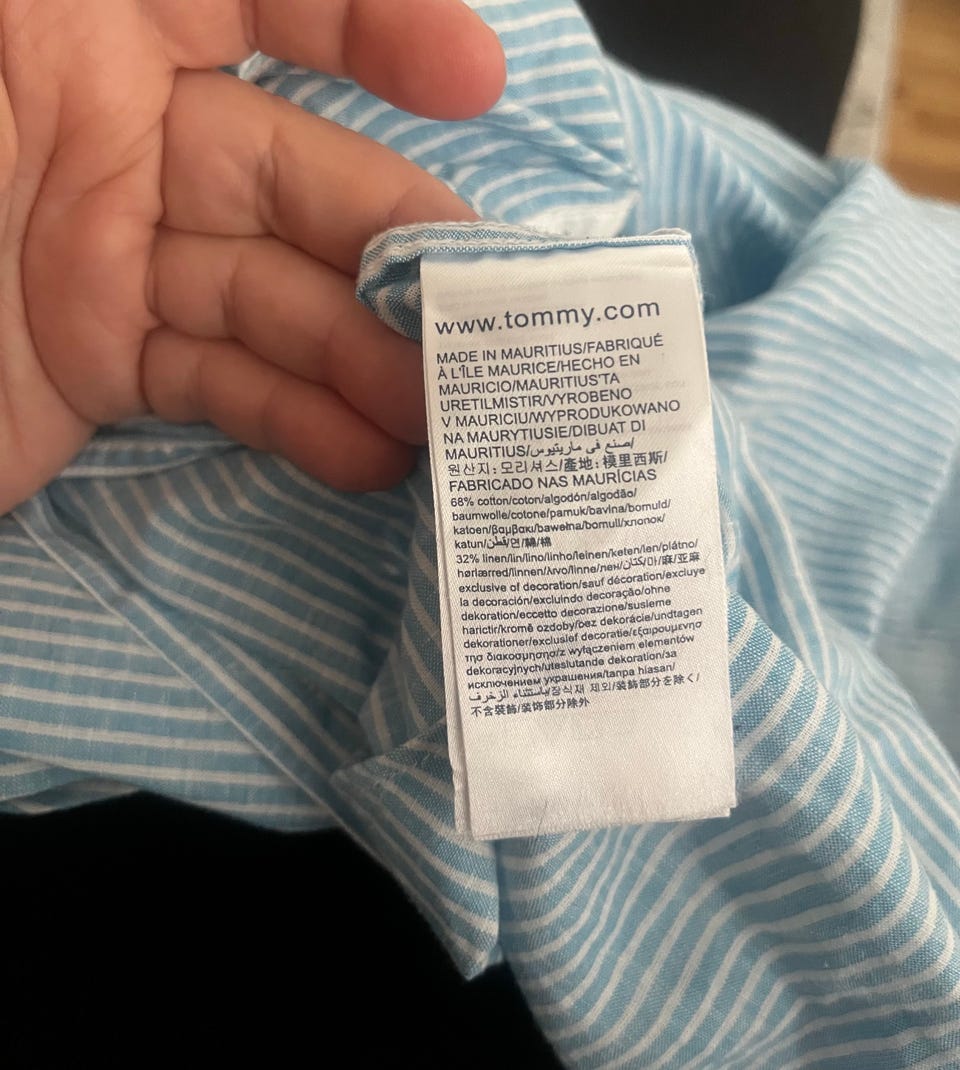 www.tommy.com
MADE IN MAURITIUS/FABRIQUÉ
À L'ÎLE MAURICE/HECHO EN
MAURICIO/MAURITIUS'TA
URETILMISTIR/VYROBENO
V MAURICIU/WYPRODUKOWANO
NA MAURYTIUSIE/DIBUAT DI
MAURITIUS/صنع في ماريتيوس/
원산지: 모리셔스/產地: 模里西斯/
FABRICADO NAS MAURÍCIAS
68% cotton/coton/algodón/algodão/
baumwolle/cotone/pamuk/bavlna/bomuld/
katoen/βαμβακι/bawełna/bomull/хлопок/
katun/قطن/면/棉/棉
32% linen/lin/lino/linho/leinen/keten/len/plátno/
hørlærred/linnen/λινο/linne/лен/كتان/마/麻/亚麻
exclusive of decoration/sauf décoration/excluye
la decoración/excluindo decoração/ohne
dekoration/eccetto decorazione/susleme
harictir/kromě ozdoby/bez dekorácie/undtagen
dekorationer/exclusief decoratie/εξαιρουμενησ
τησ διακοσμησησ/z wyłączeniem elementów
dekoracyjnych/uteslutande dekoration/за
исключением украшения/tanpa hiasan/
باستثناء الزخرف/장식재 제외/装飾部分を除く/
不含裝飾/装饰部分除外